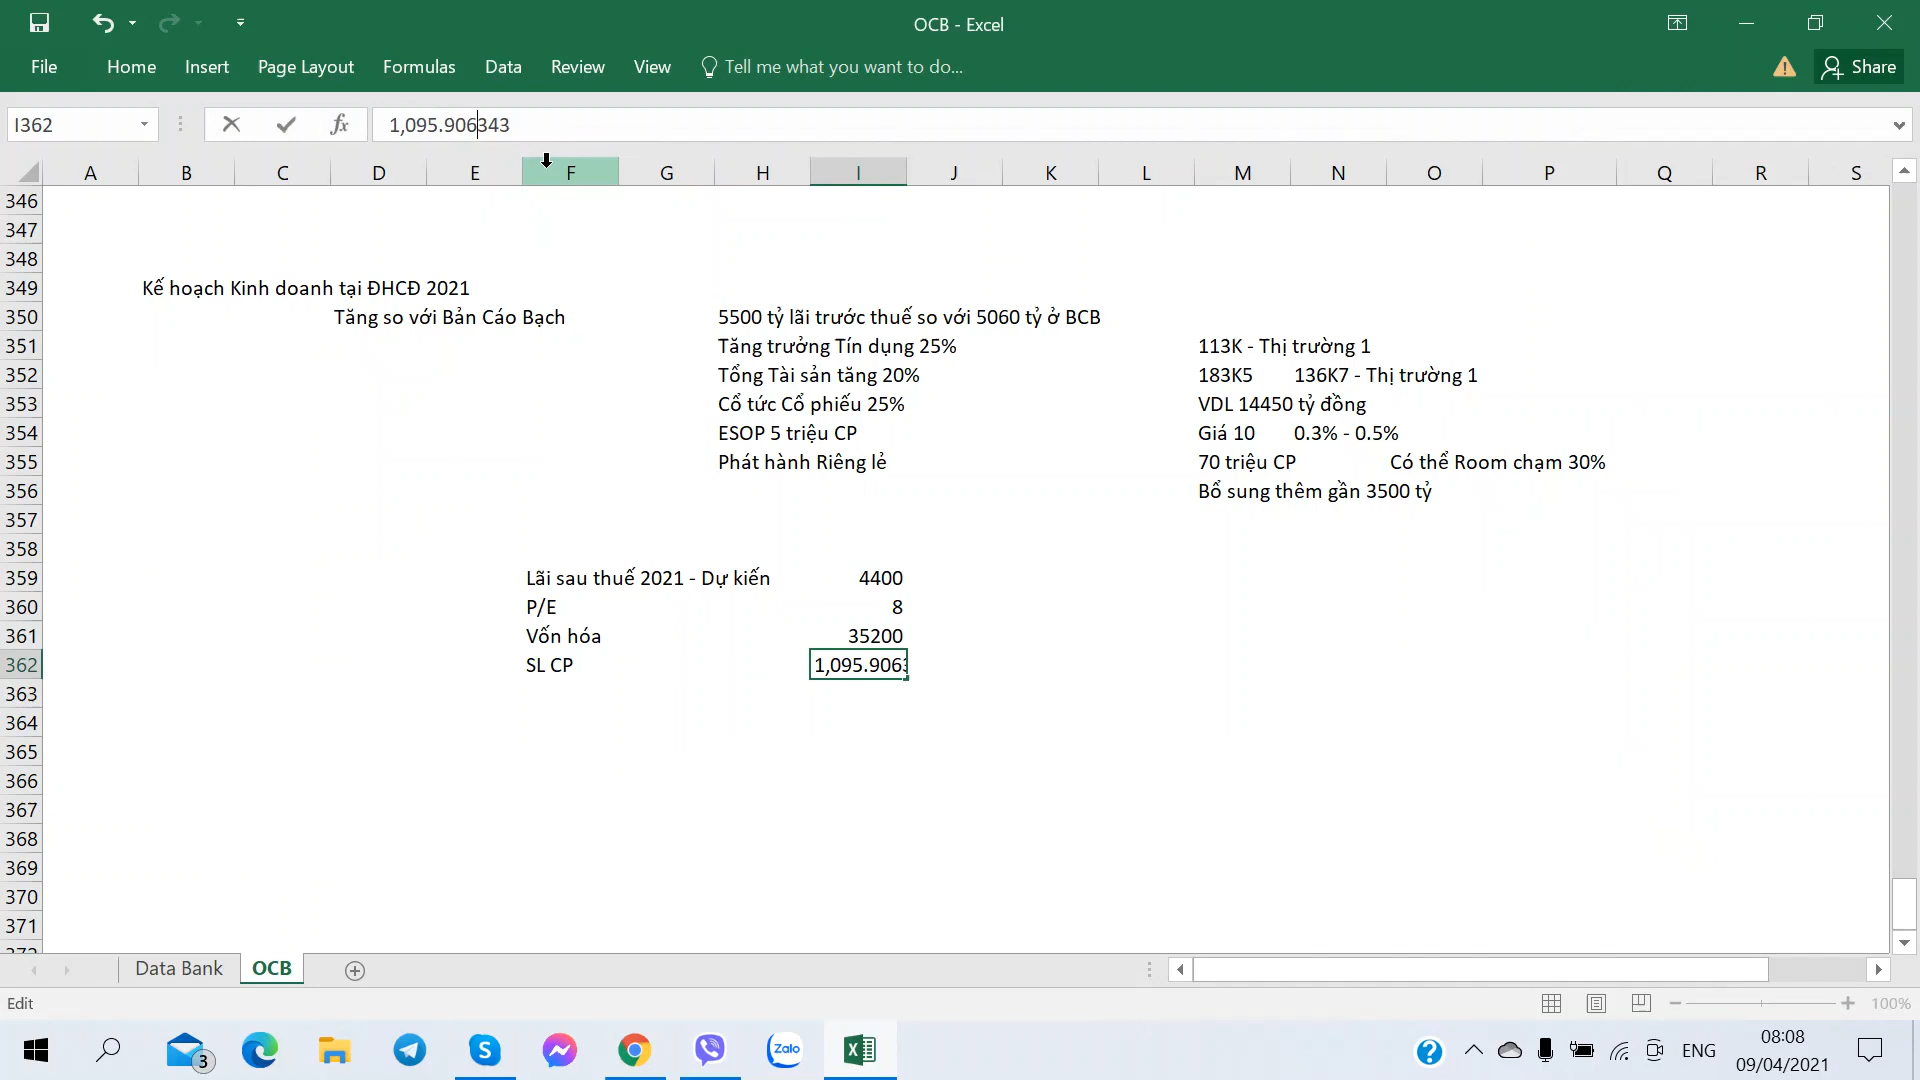 OCB - Excel
File Home Insert Page Layout Formulas Data Review View Tell me what you want to do... Share
I362 fx 1,095.906343
A B C D E F G H I J K L M N O P Q R S
346
347
348
349 Kế hoạch Kinh doanh tại ĐHCĐ 2021
350 Tăng so với Bản Cáo Bạch 5500 tỷ lãi trước thuế so với 5060 tỷ ở BCB
351 Tăng trưởng Tín dụng 25% 113K - Thị trường 1
352 Tổng Tài sản tăng 20% 183K5 136K7 - Thị trường 1
353 Cổ tức Cổ phiếu 25% VDL 14450 tỷ đồng
354 ESOP 5 triệu CP Giá 10 0.3% - 0.5%
355 Phát hành Riêng lẻ 70 triệu CP Có thể Room chạm 30%
356 Bổ sung thêm gần 3500 tỷ
357
358
359 Lãi sau thuế 2021 - Dự kiến 4400
360 P/E 8
361 Vốn hóa 35200
362 SL CP 1,095.906
363
364
365
366
367
368
369
370
371
Data Bank OCB
Edit 100%
3 Zalo ENG 08:08
09/04/2021